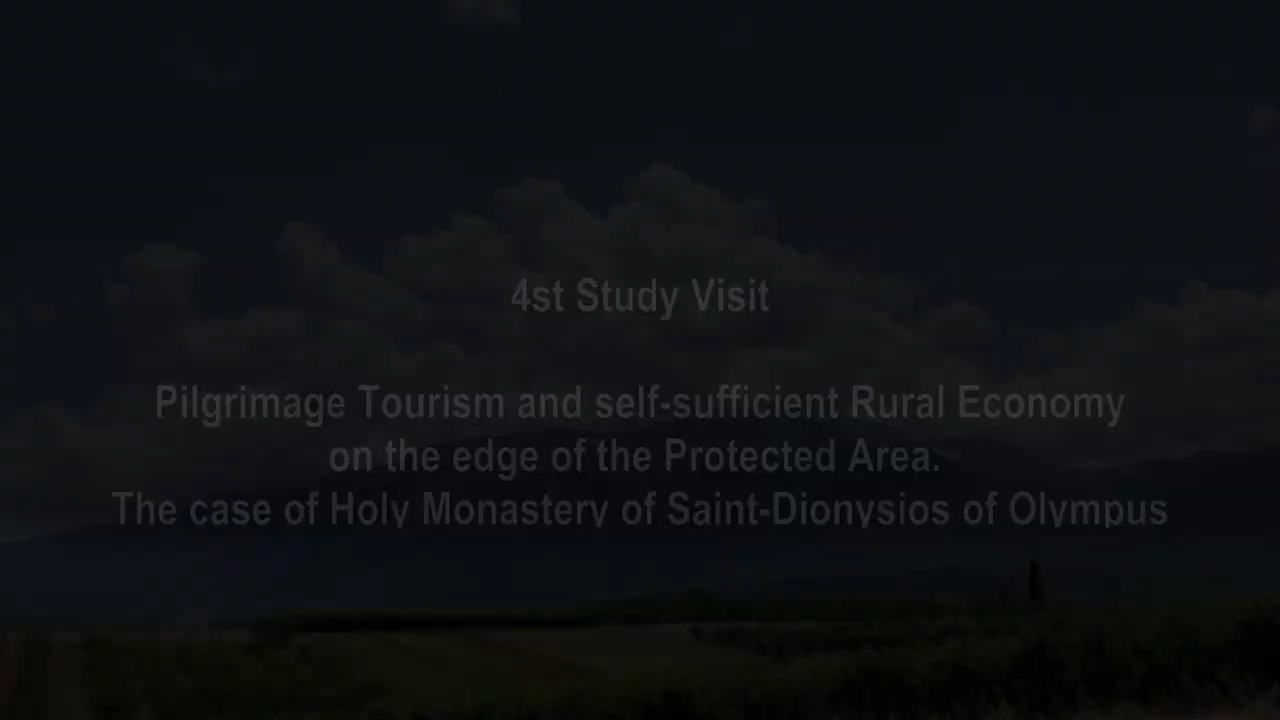 4st Study Visit
Pilgrimage Tourism and self-sufficient Rural Economy
on the edge of the Protected Area.
The case of Holy Monastery of Saint-Dionysios of Olympus